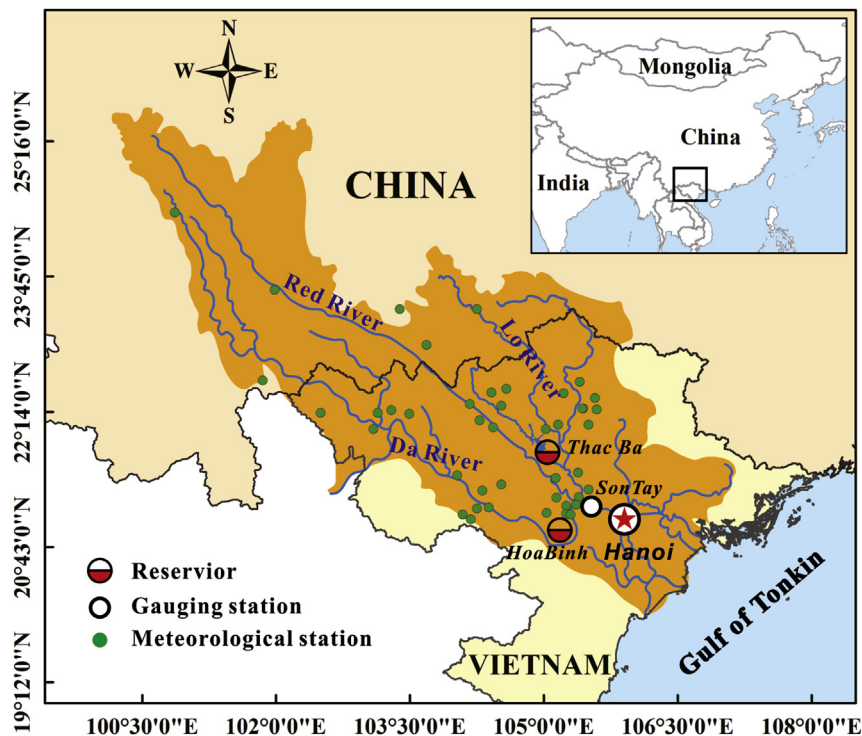 N
W E
S
CHINA
Mongolia
China
India
Red River
Lo River
Da River
Thac Ba
SonTay
HoaBinh
Hanoi
Reservior
Gauging station
Meteorological station
VIETNAM
Gulf of Tonkin
25°16'0"N
23°45'0"N
22°14'0"N
20°43'0"N
19°12'0"N
100°30'0"E
102°0'0"E
103°30'0"E
105°0'0"E
106°30'0"E
108°0'0"E